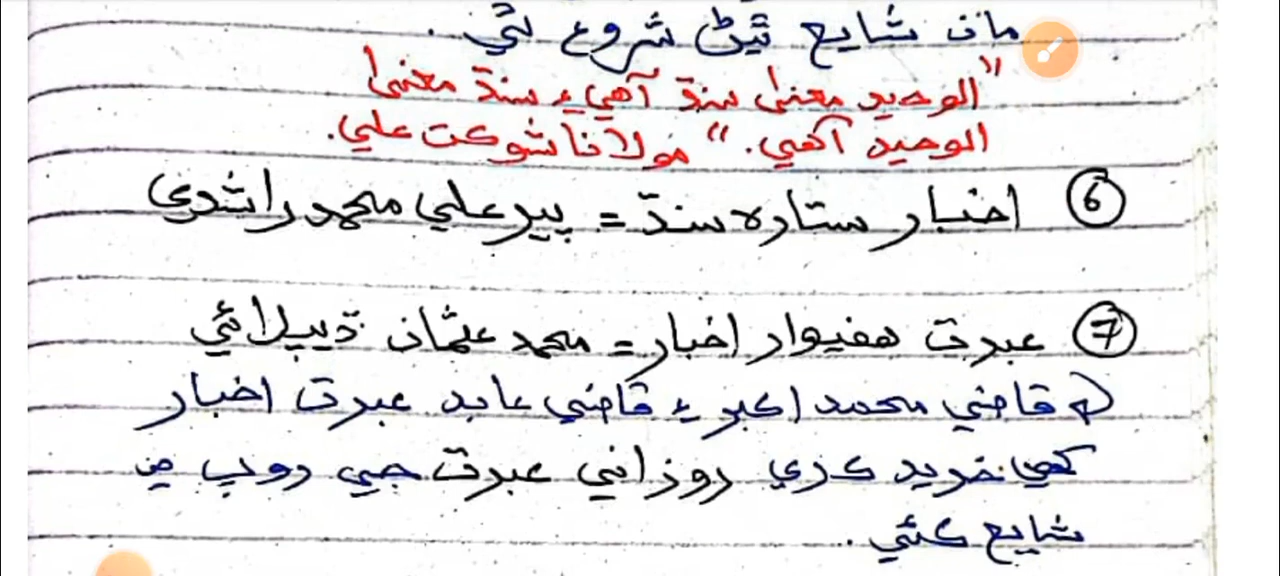 مان شايع ٿيڻ شروع ٿي.
"الوحيد معنيٰ سنڌ آهي ۽ سنڌ معنيٰ
الوحيد آهي." مولانا شوڪت علي.
⑥ اخبار ستاره سنڌ = پير علي محمد راشدي
⑦ عبرت هفيوار اخبار = محمد عثمان ڏيپلائي
قاضي محمد اڪبر ۽ قاضي عابد عبرت اخبار
کي خريد ڪري روزاني عبرت جي روپ ۾
شايع ڪئي.